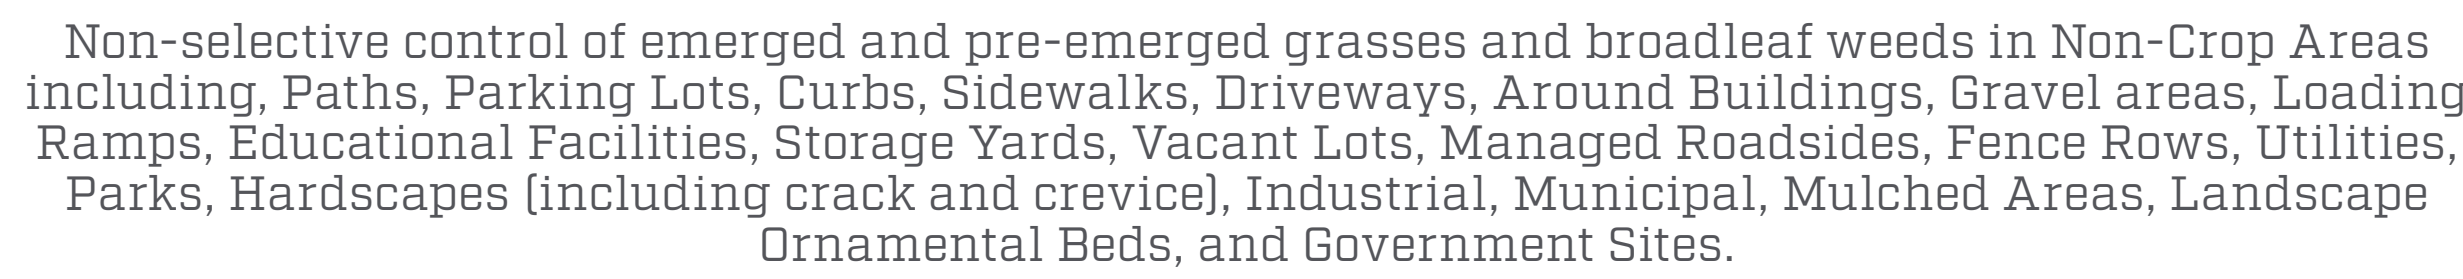 Non-selective control of emerged and pre-emerged grasses and broadleaf weeds in Non-Crop Areas
including, Paths, Parking Lots, Curbs, Sidewalks, Driveways, Around Buildings, Gravel areas, Loading
Ramps, Educational Facilities, Storage Yards, Vacant Lots, Managed Roadsides, Fence Rows, Utilities,
Parks, Hardscapes (including crack and crevice), Industrial, Municipal, Mulched Areas, Landscape
Ornamental Beds, and Government Sites.